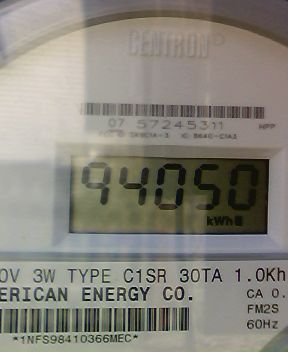 CENTRON
07 57245311 HPP
94050
kWh
0V 3W TYPE C1SR 30TA 1.0Kh
ERICAN ENERGY CO.
CA 0.
FM2S
60Hz
*1NFS98410366MEC*